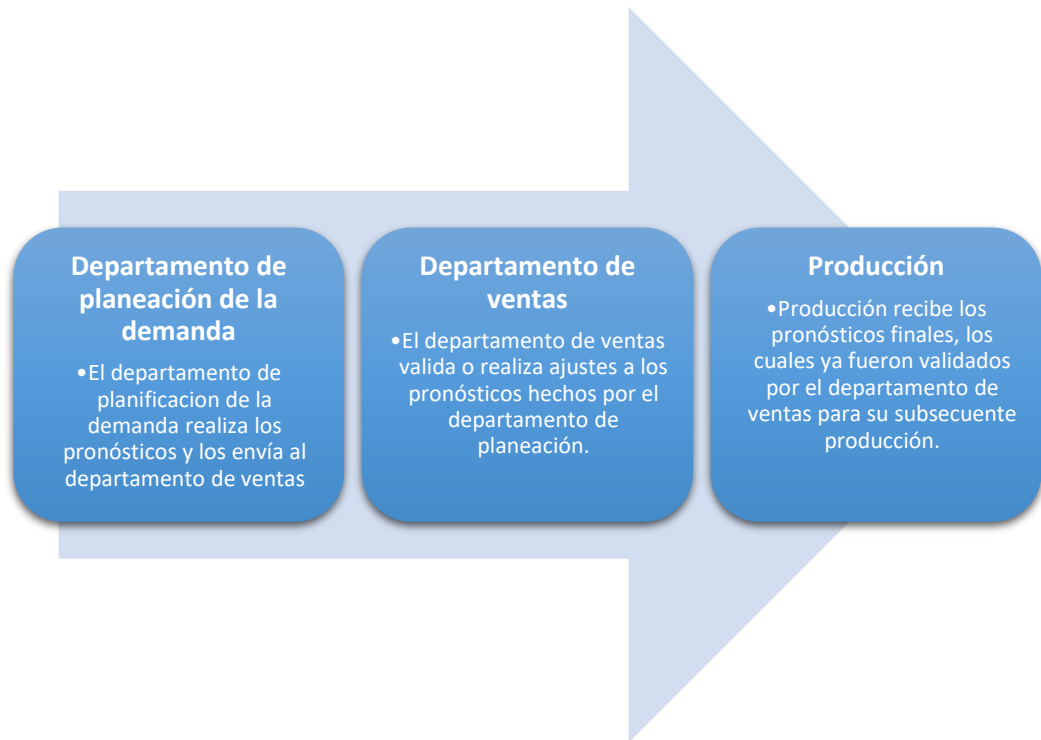 Departamento de
planeación de la
demanda
•El departamento de
planificacion de la
demanda realiza los
pronósticos y los envía al
departamento de ventas
Departamento de
ventas
•El departamento de ventas
valida o realiza ajustes a los
pronósticos hechos por el
departamento de
planeación.
Producción
•Producción recibe los
pronósticos finales, los
cuales ya fueron validados
por el departamento de
ventas para su subsecuente
producción.